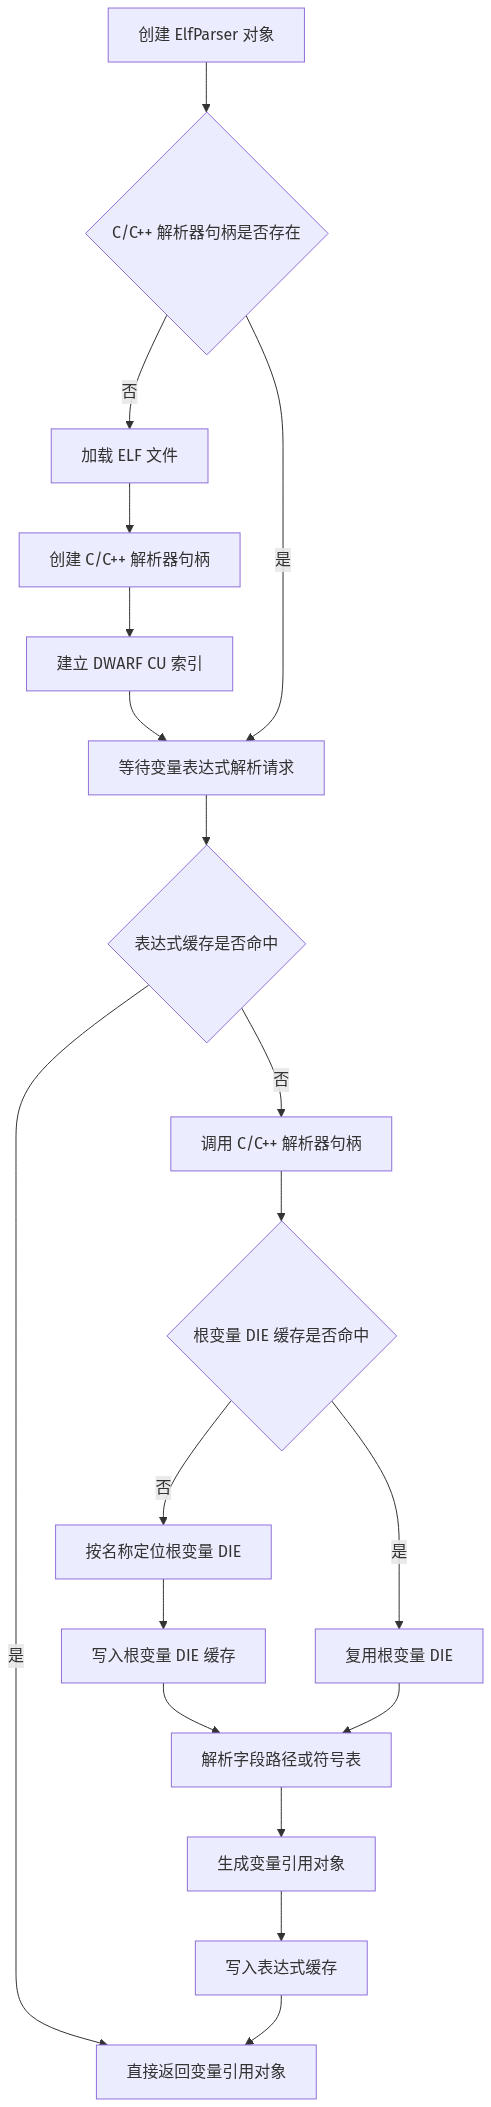 创建 ElfParser 对象
C/C++ 解析器句柄是否存在
否
加载 ELF 文件
创建 C/C++ 解析器句柄
是
建立 DWARF CU 索引
等待变量表达式解析请求
表达式缓存是否命中
否
调用 C/C++ 解析器句柄
根变量 DIE 缓存是否命中
否
按名称定位根变量 DIE
是
写入根变量 DIE 缓存
复用根变量 DIE
是
解析字段路径或符号表
生成变量引用对象
写入表达式缓存
直接返回变量引用对象